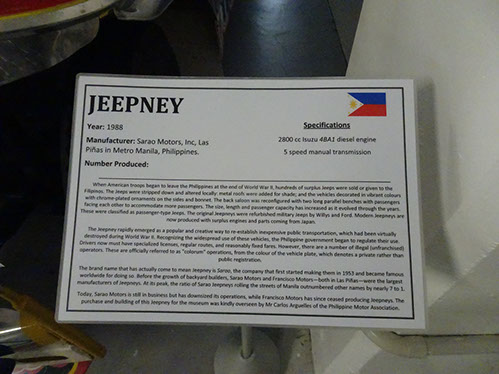 JEEPNEY
Year: 1988
Manufacturer: Sarao Motors, Inc, Las
Piñas in Metro Manila, Philippines.
Number Produced:
Specifications
2800 cc Isuzu 4BA1 diesel engine
5 speed manual transmission
When American troops began to leave the Philippines at the end of World War II, hundreds of surplus Jeeps were sold or given to the
Filipinos. The Jeeps were stripped down and altered locally: metal roofs were added for shade; and the vehicles decorated in vibrant colours
with chrome-plated ornaments on the sides and bonnet. The back saloon was reconfigured with two long parallel benches with passengers
facing each other to accommodate more passengers. The size, length and passenger capacity has increased as it evolved through the years.
These were classified as passenger-type Jeeps. The original Jeepneys were refurbished military Jeeps by Willys and Ford. Modern Jeepneys are
now produced with surplus engines and parts coming from Japan.
The Jeepney rapidly emerged as a popular and creative way to re-establish inexpensive public transportation, which had been virtually
destroyed during World War II. Recognizing the widespread use of these vehicles, the Philippine government began to regulate their use.
Drivers now must have specialized licenses, regular routes, and reasonably fixed fares. However, there are a number of illegal (unfranchised)
operators. These are officially referred to as "colorum" operators, from the colour of the vehicle plate, which denotes a private rather than
public registration.
The brand name that has actually come to mean Jeepney is Sarao, the company that first started making them in 1953 and became famous
worldwide for doing so. Before the growth of backyard builders, Sarao Motors and Francisco Motors—both in Las Piñas—were the largest
manufacturers of Jeepneys. At its peak, the ratio of Sarao Jeepneys rolling the streets of Manila outnumbered other names by nearly 7 to 1.
Today, Sarao Motors is still in business but has downsized its operations, while Francisco Motors has since ceased producing Jeepneys. The
purchase and building of this Jeepney for the museum was kindly overseen by Mr Carlos Arguelles of the Philippine Motor Association.